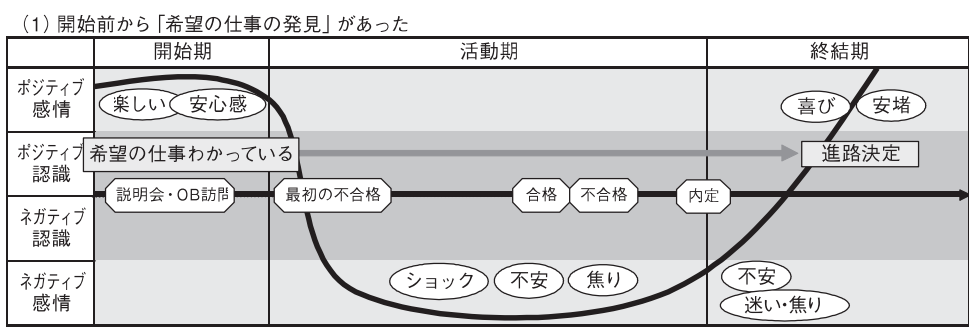 （1）開始前から「希望の仕事の発見」があった
開始期 活動期 終結期
ポジティブ
感情
楽しい 安心感 喜び 安堵
ポジティブ
認識
希望の仕事わかっている 進路決定
説明会・OB訪問 最初の不合格 合格 不合格 内定
ネガティブ
認識
ネガティブ
感情
ショック 不安 焦り 不安
迷い・焦り